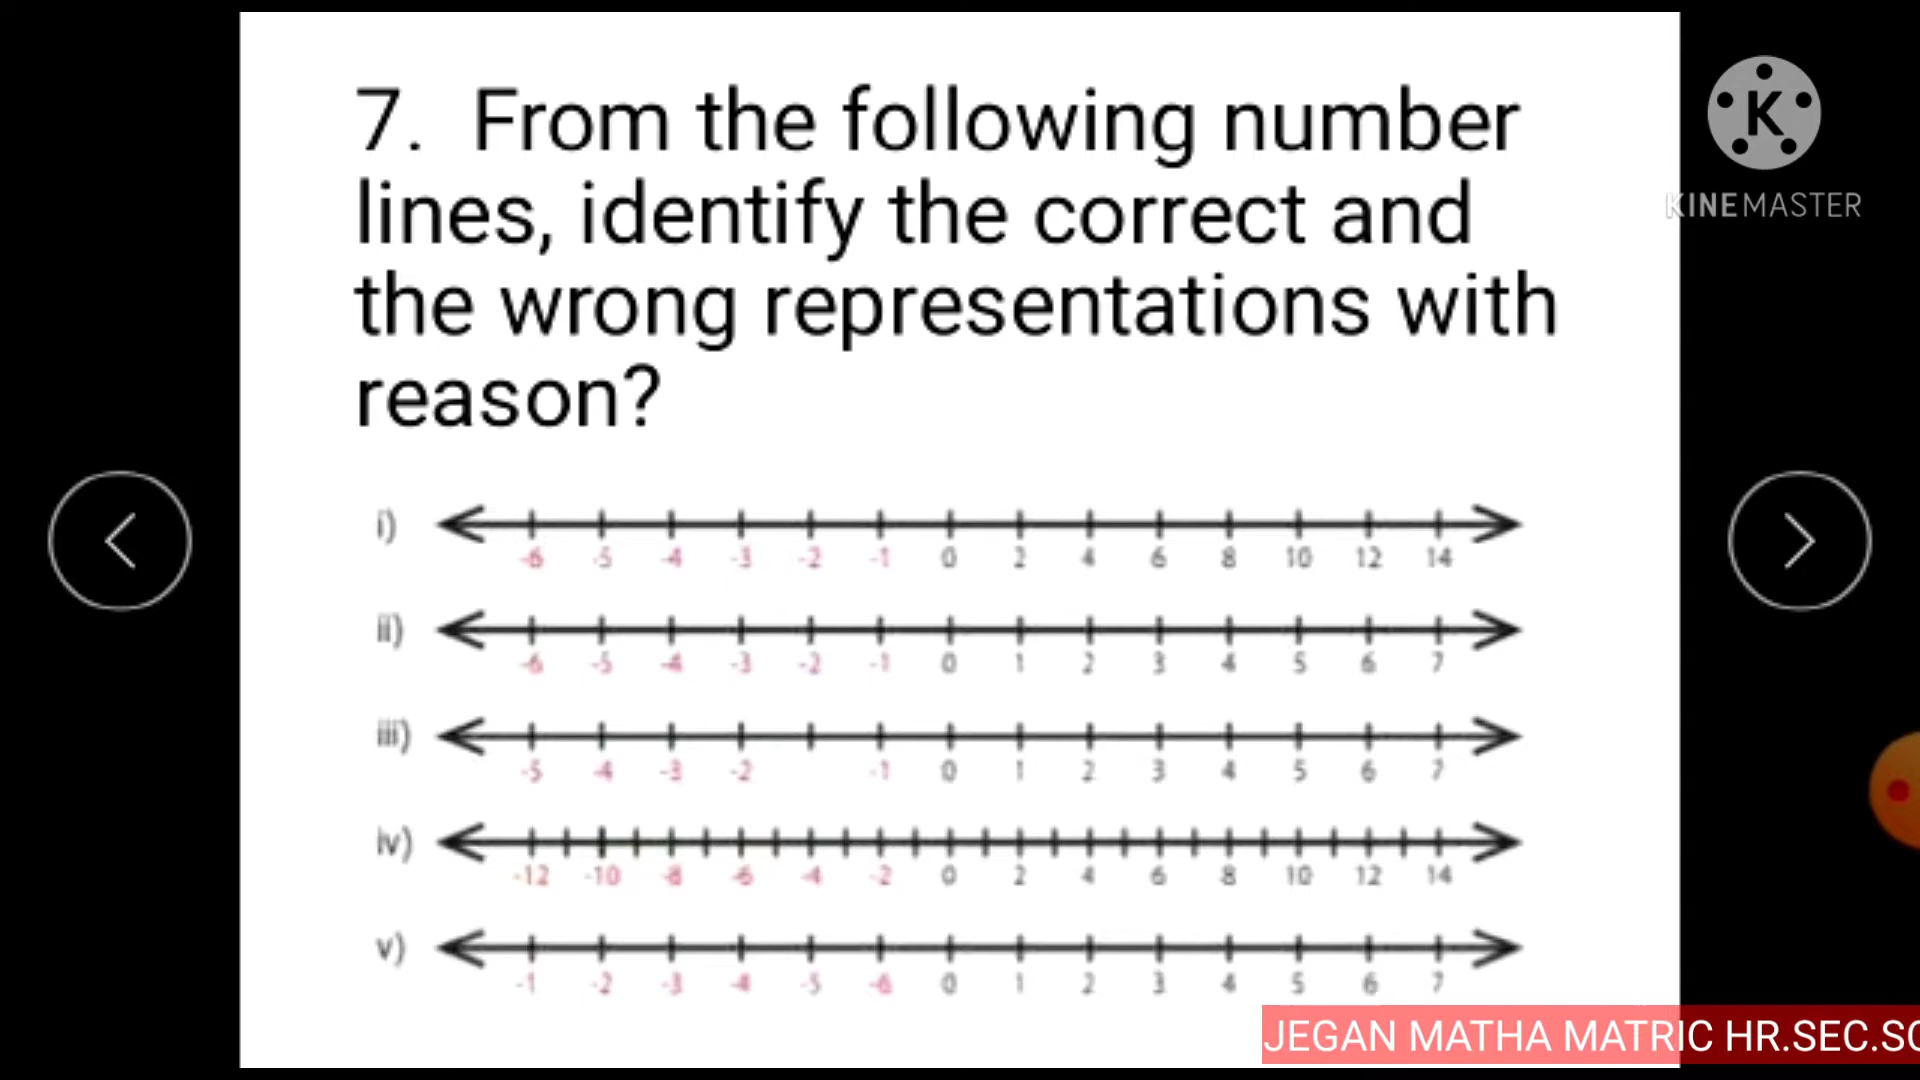 7. From the following number
lines, identify the correct and
the wrong representations with
reason?
K
KINEMASTER
i)
-6 -5 -4 -3 -2 -1 0 2 4 6 8 10 12 14
ii)
-6 -5 -4 -3 -2 -1 0 1 2 3 4 5 6 7
iii)
-5 -4 -3 -2 -1 0 1 2 3 4 5 6 7
iv)
-12 -10 -8 -6 -4 -2 0 2 4 6 8 10 12 14
v)
-1 -2 -3 -4 -5 -6 0 1 2 3 4 5 6 7
JEGAN MATHA MATRIC HR.SEC.SC